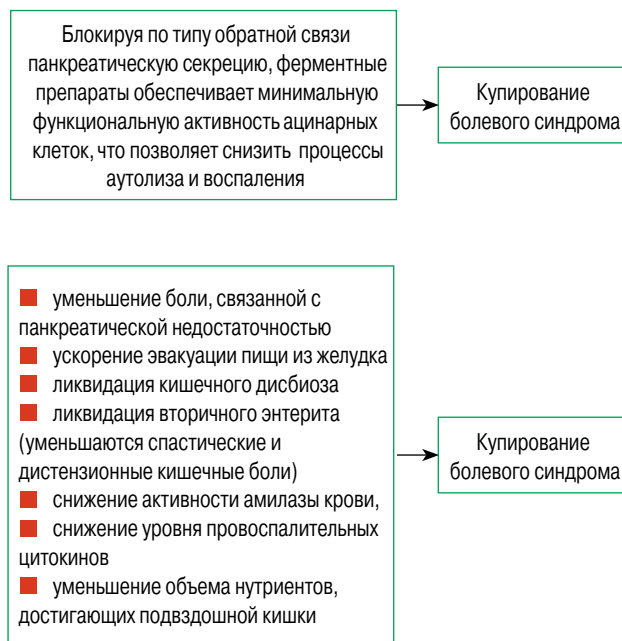 Блокируя по типу обратной связи
панкреатическую секрецию, ферментные
препараты обеспечивает минимальную
функциональную активность ацинарных
клеток, что позволяет снизить процессы
аутолиза и воспаления
Купирование
болевого синдрома
уменьшение боли, связанной с
панкреатической недостаточностью
ускорение эвакуации пищи из желудка
ликвидация кишечного дисбиоза
ликвидация вторичного энтерита
(уменьшаются спастические и
дистензионные кишечные боли)
снижение активности амилазы крови,
снижение уровня провоспалительных
цитокинов
уменьшение объема нутриентов,
достигающих подвздошной кишки
Купирование
болевого синдрома